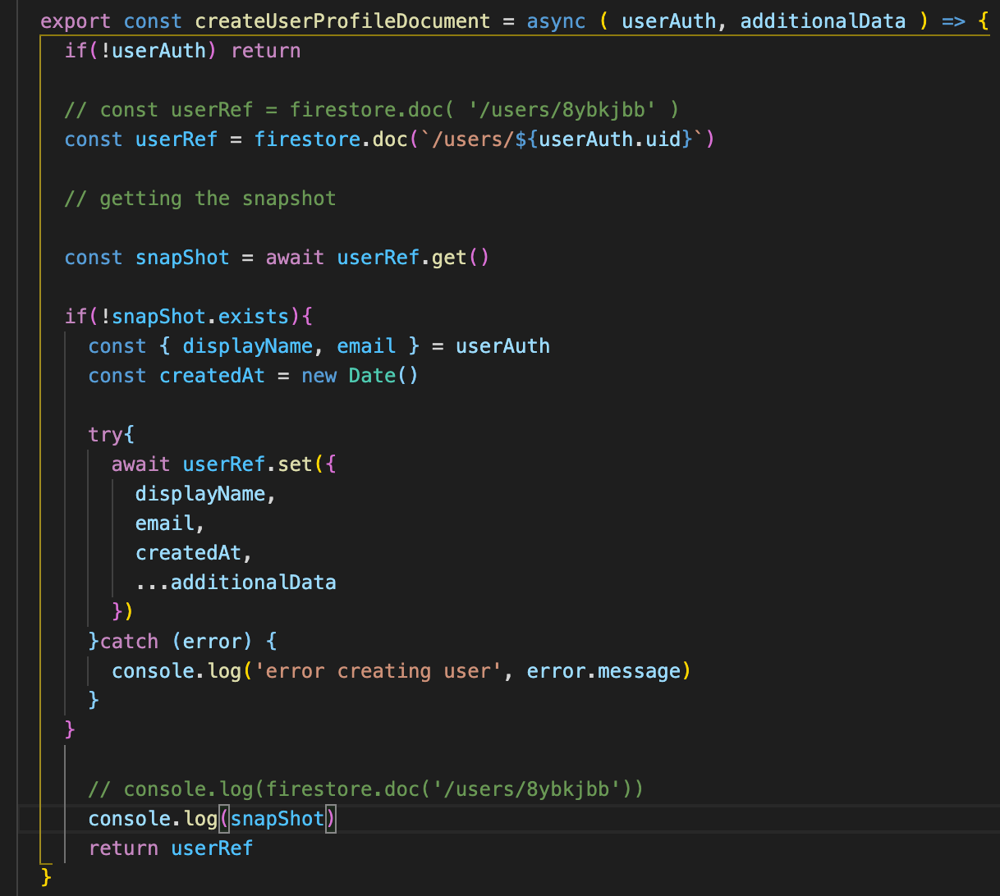 export const createUserProfileDocument = async ( userAuth, additionalData ) => {
if(!userAuth) return
// const userRef = firestore.doc( '/users/8ybkjbb' )
const userRef = firestore.doc(`/users/${userAuth.uid}`)
// getting the snapshot
const snapShot = await userRef.get()
if(!snapShot.exists){
const { displayName, email } = userAuth
const createdAt = new Date()
try{
await userRef.set({
displayName,
email,
createdAt,
...additionalData
})
}catch (error) {
console.log('error creating user', error.message)
}
}
// console.log(firestore.doc('/users/8ybkjbb'))
console.log(snapShot)
return userRef
}